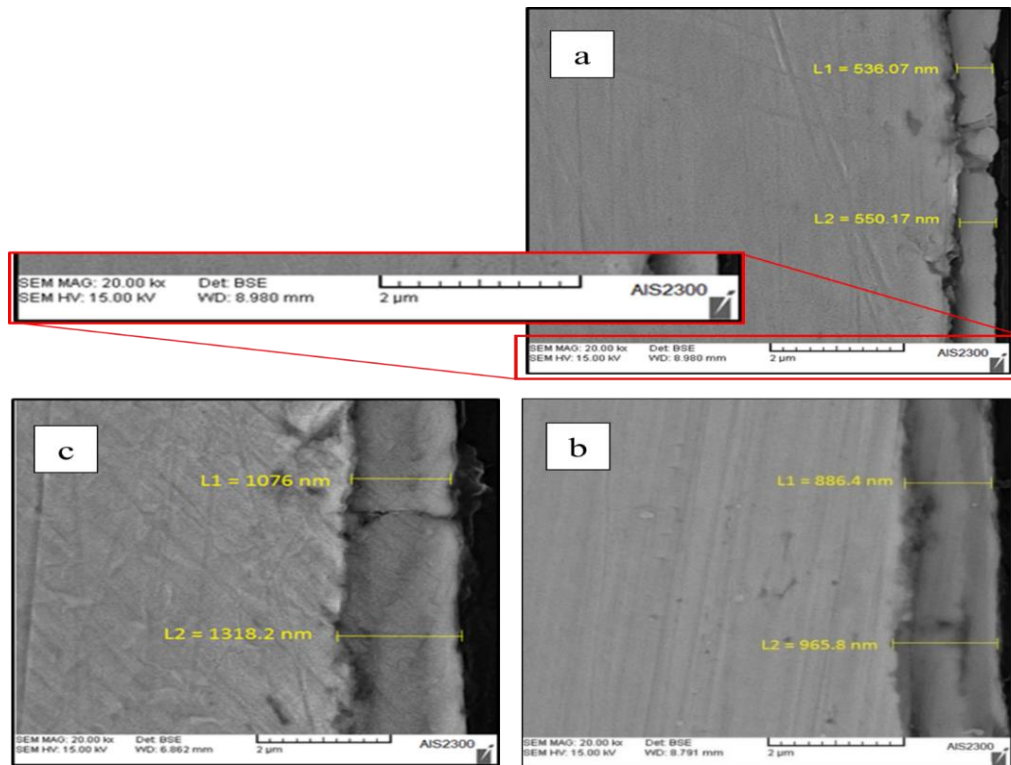 a
L1 = 536.07 nm
L2 = 550.17 nm
SEM MAG: 20.00 kx Det: BSE
SEM HV: 15.00 kV WD: 8.980 mm 2 µm AIS2300
SEM MAG: 20.00 kx Det: BSE
SEM HV: 15.00 kV WD: 8.980 mm 2 µm AIS2300
c
L1 = 1076 nm
L2 = 1318.2 nm
SEM MAG: 20.00 kx Det: BSE
SEM HV: 15.00 kV WD: 6.862 mm 2 µm AIS2300
b
L1 = 886.4 nm
L2 = 965.8 nm
SEM MAG: 20.00 kx Det: BSE
SEM HV: 15.00 kV WD: 8.791 mm 2 µm AIS2300